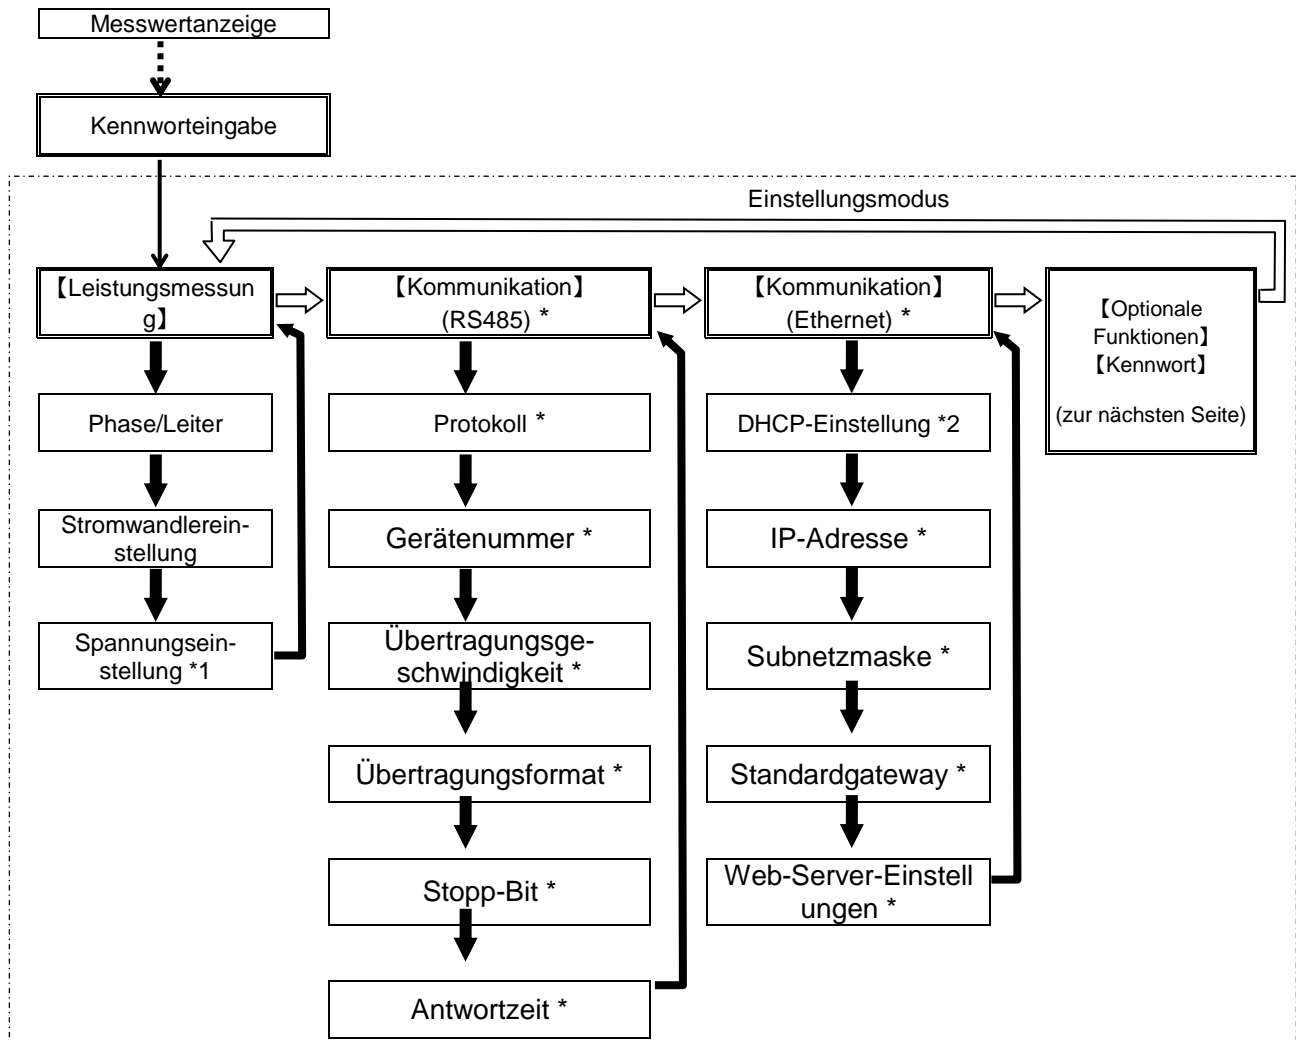 Messwertanzeige
Kennworteingabe
Einstellungsmodus
【Leistungsmessun
g】
【Kommunikation】
(RS485) *
【Kommunikation】
(Ethernet) *
【Optionale
Funktionen】
【Kennwort】
(zur nächsten Seite)
Phase/Leiter
Protokoll *
DHCP-Einstellung *2
Stromwandlerein-
stellung
Gerätenummer *
IP-Adresse *
Spannungsein-
stellung *1
Übertragungsge-
schwindigkeit *
Subnetzmaske *
Übertragungsformat *
Standardgateway *
Stopp-Bit *
Web-Server-Einstell
ungen *
Antwortzeit *